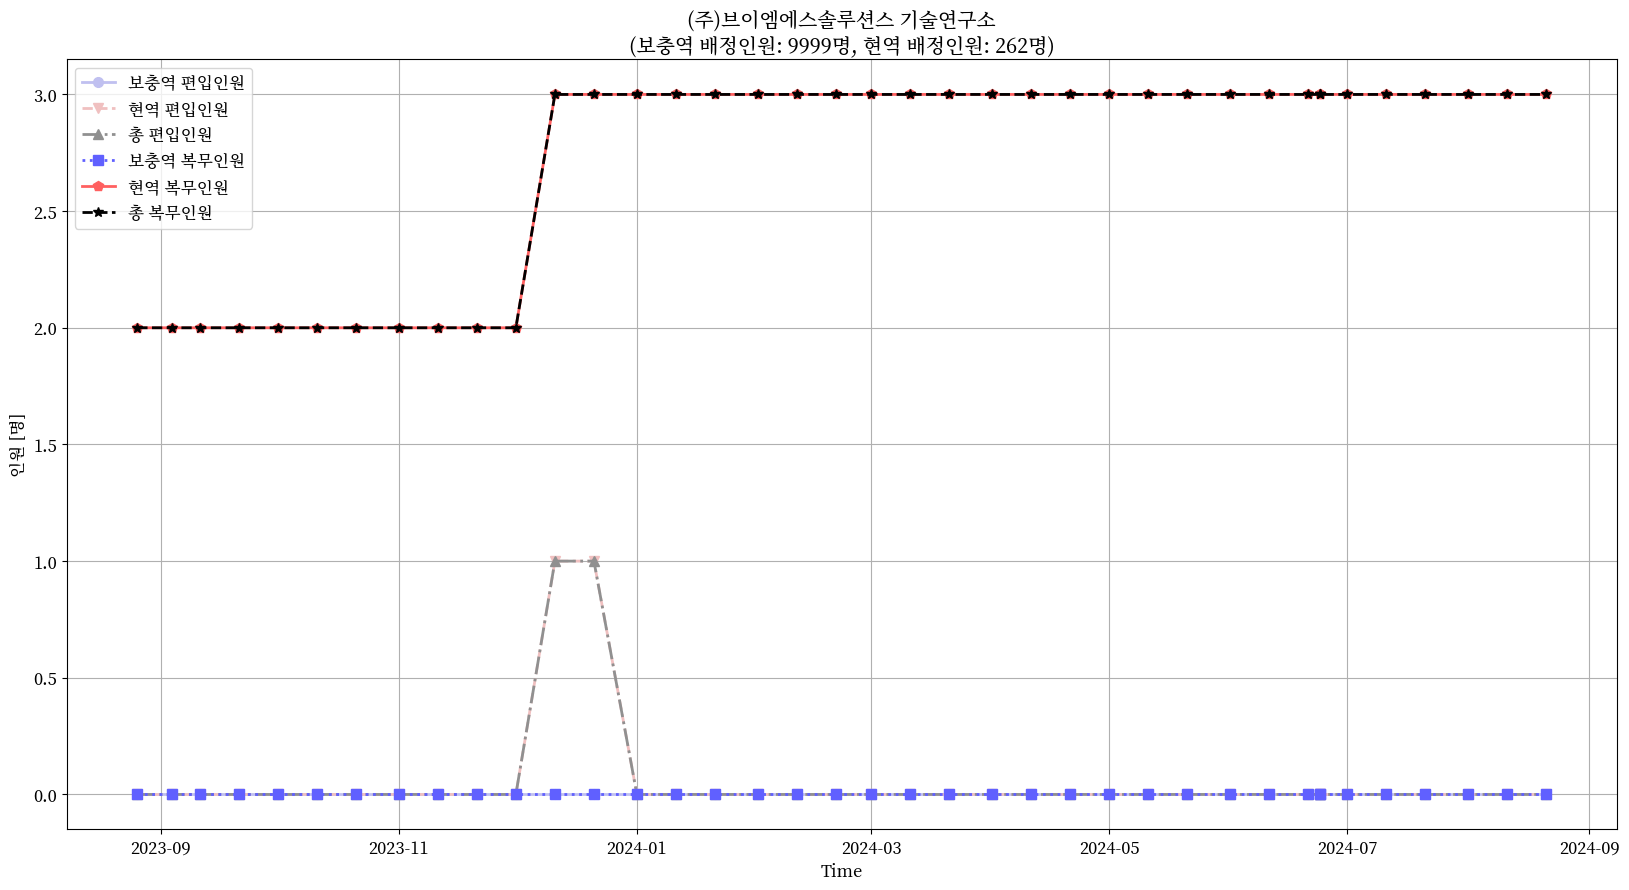 (주)브이엠에스솔루션스 기술연구소
(보충역 배정인원: 9999명, 현역 배정인원: 262명)
보충역 편입인원
현역 편입인원
총 편입인원
보충역 복무인원
현역 복무인원
총 복무인원
3.0
2.5
2.0
1.5
1.0
0.5
0.0
인원 [명]
2023-09
2023-11
2024-01
2024-03
2024-05
2024-07
2024-09
Time